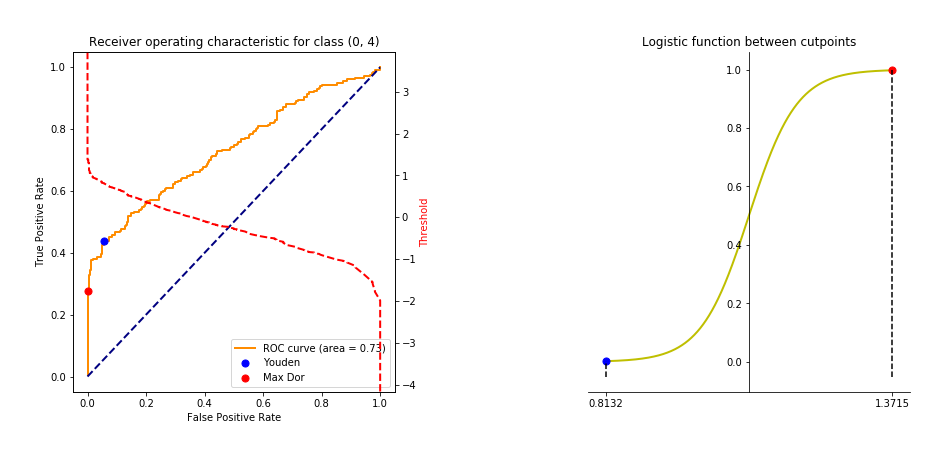 Receiver operating characteristic for class (0, 4)
1.0
0.8
0.6
0.4
0.2
0.0
True Positive Rate
0.0 0.2 0.4 0.6 0.8 1.0
False Positive Rate
3
2
1
0
−1
−2
−3
−4
Threshold
ROC curve (area = 0.73)
Youden
Max Dor
Logistic function between cutpoints
1.0
0.8
0.6
0.4
0.2
0.0
0.8132 1.3715